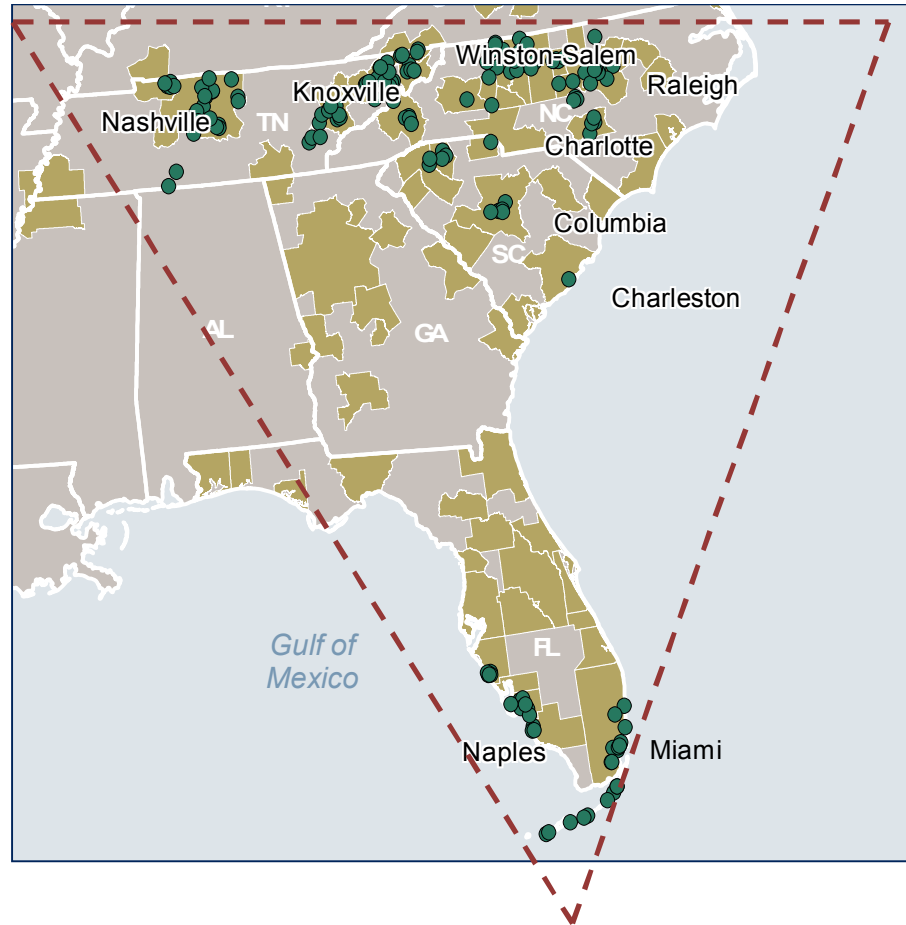 Winston-Salem
Knoxville
Raleigh
Nashville
TN
NC
Charlotte
Columbia
SC
Charleston
AL
GA
Gulf of
Mexico
FL
Naples
Miami